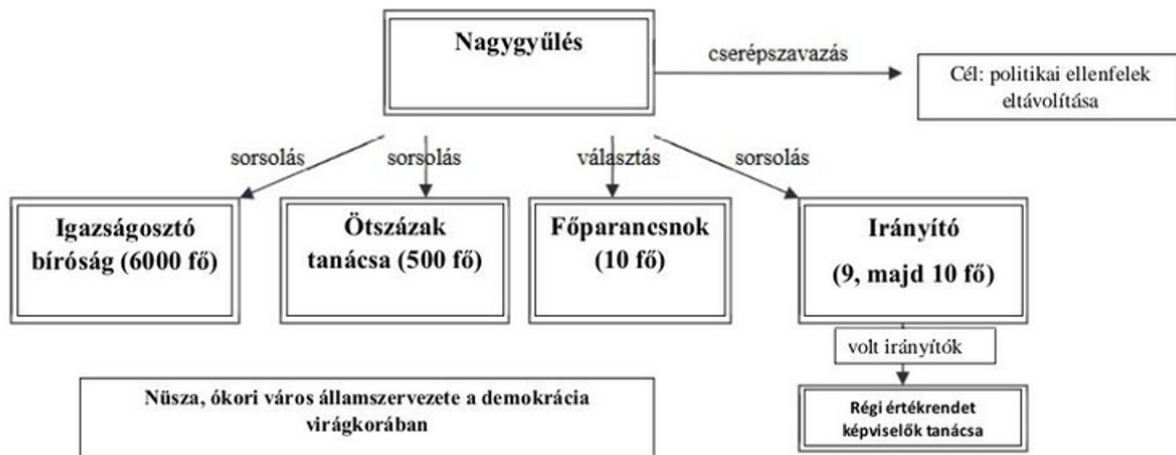 Nagygyűlés
cserépszavazás
Cél: politikai ellenfelek
eltávolítása
sorsolás
sorsolás
választás
sorsolás
Igazságosztó
bíróság (6000 fő)
Ötszázak
tanácsa (500 fő)
Főparancsnok
(10 fő)
Irányító
(9, majd 10 fő)
volt irányítók
Régi értékrendet
képviselők tanácsa
Nüsza, ókori város államszervezete a demokrácia
virágkorában